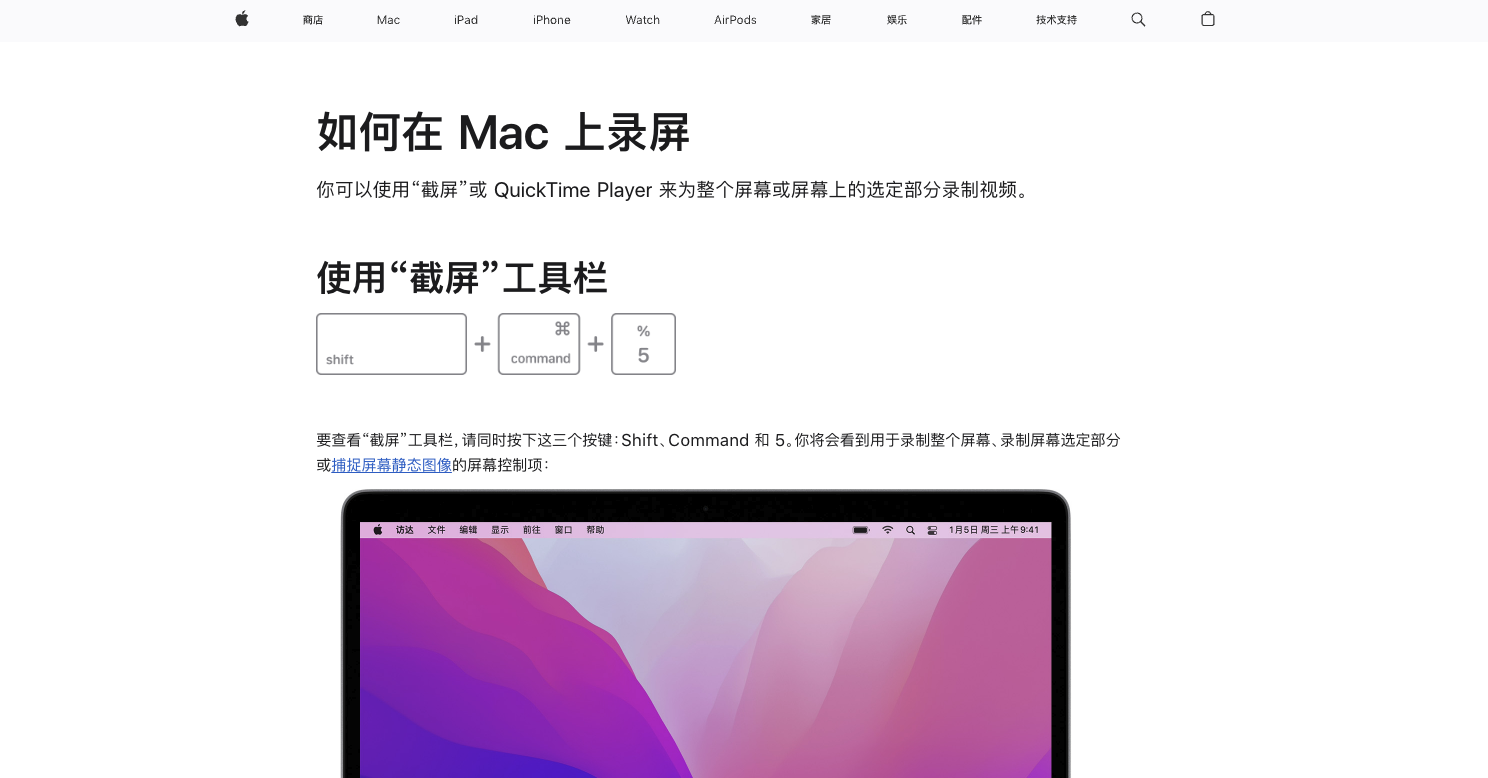 商店 Mac iPad iPhone Watch AirPods 家居 娱乐 配件 技术支持
如何在 Mac 上录屏
你可以使用“截屏”或 QuickTime Player 来为整个屏幕或屏幕上的选定部分录制视频。
使用“截屏”工具栏
shift + ⌘ command + % 5
要查看“截屏”工具栏，请同时按下这三个按键：Shift、Command 和 5。你将会看到用于录制整个屏幕、录制屏幕选定部分
或捕捉屏幕静态图像的屏幕控制项：
访达 文件 编辑 显示 前往 窗口 帮助 1月5日 周三 上午9:41